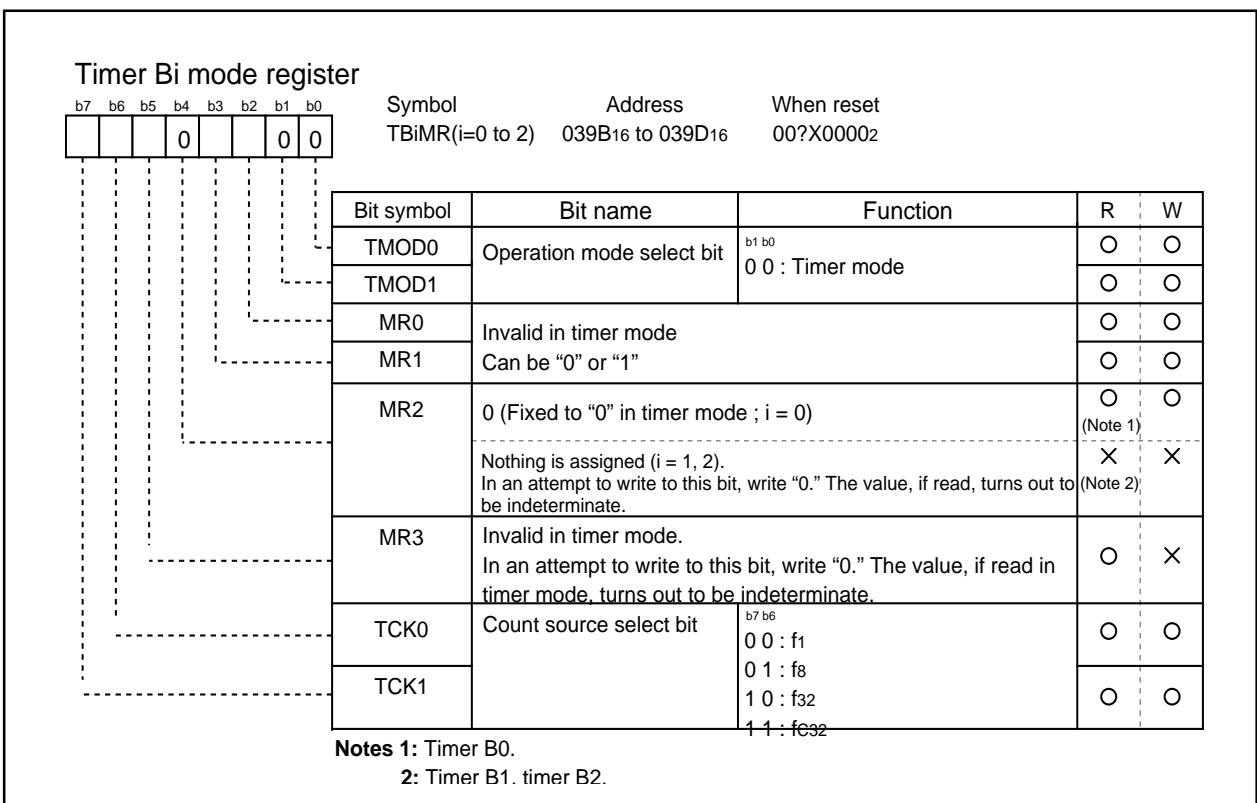 Timer Bi mode register
b7 b6 b5 b4 b3 b2 b1 b0
0 0 0
Symbol Address When reset
TBiMR(i=0 to 2) 039B16 to 039D16 00?X00002
Bit symbol Bit name Function R W
TMOD0 Operation mode select bit b1 b0
0 0 : Timer mode
TMOD1
MR0 Invalid in timer mode
MR1 Can be “0” or “1”
MR2 0 (Fixed to “0” in timer mode ; i = 0)
(Note 1)
Nothing is assigned (i = 1, 2).
In an attempt to write to this bit, write “0.” The value, if read, turns out to (Note 2)
be indeterminate.
MR3 Invalid in timer mode.
In an attempt to write to this bit, write “0.” The value, if read in
timer mode, turns out to be indeterminate.
TCK0 Count source select bit b7 b6
0 0 : f1
0 1 : f8
TCK1
1 0 : f32
1 1 : fC32
Notes 1: Timer B0.
2: Timer B1, timer B2.